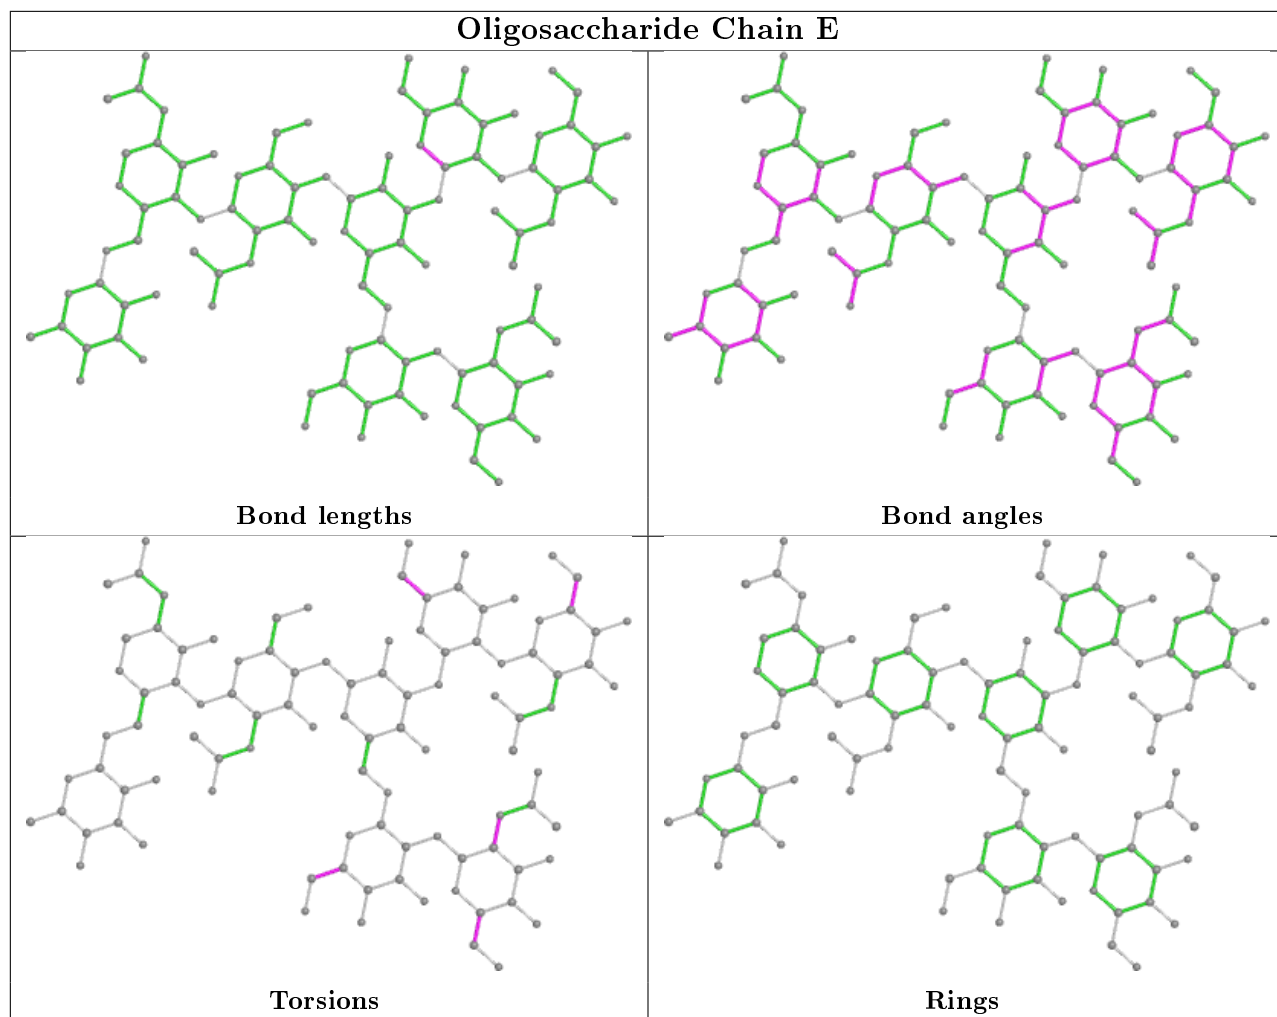 Oligosaccharide Chain E
Bond lengths
Bond angles
Torsions
Rings